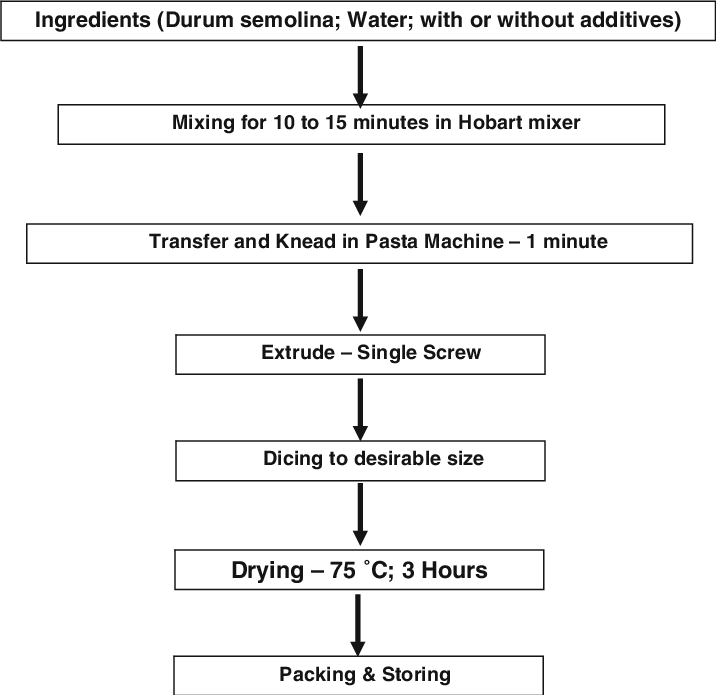 Ingredients (Durum semolina; Water; with or without additives)
Mixing for 10 to 15 minutes in Hobart mixer
Transfer and Knead in Pasta Machine – 1 minute
Extrude – Single Screw
Dicing to desirable size
Drying – 75 ˚C; 3 Hours
Packing & Storing